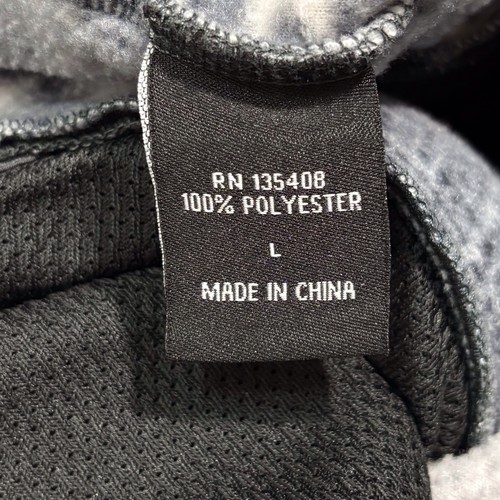 RN 135408
100% POLYESTER
L
MADE IN CHINA